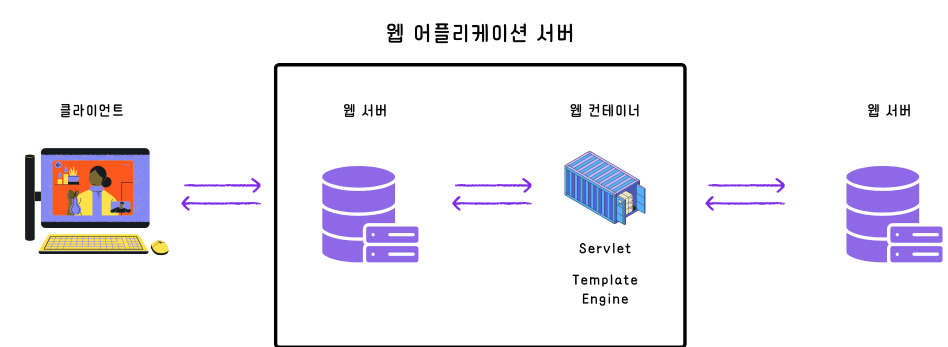 웹 어플리케이션 서버
클라이언트
웹 서버
웹 컨테이너
웹 서버
Servlet
Template
Engine